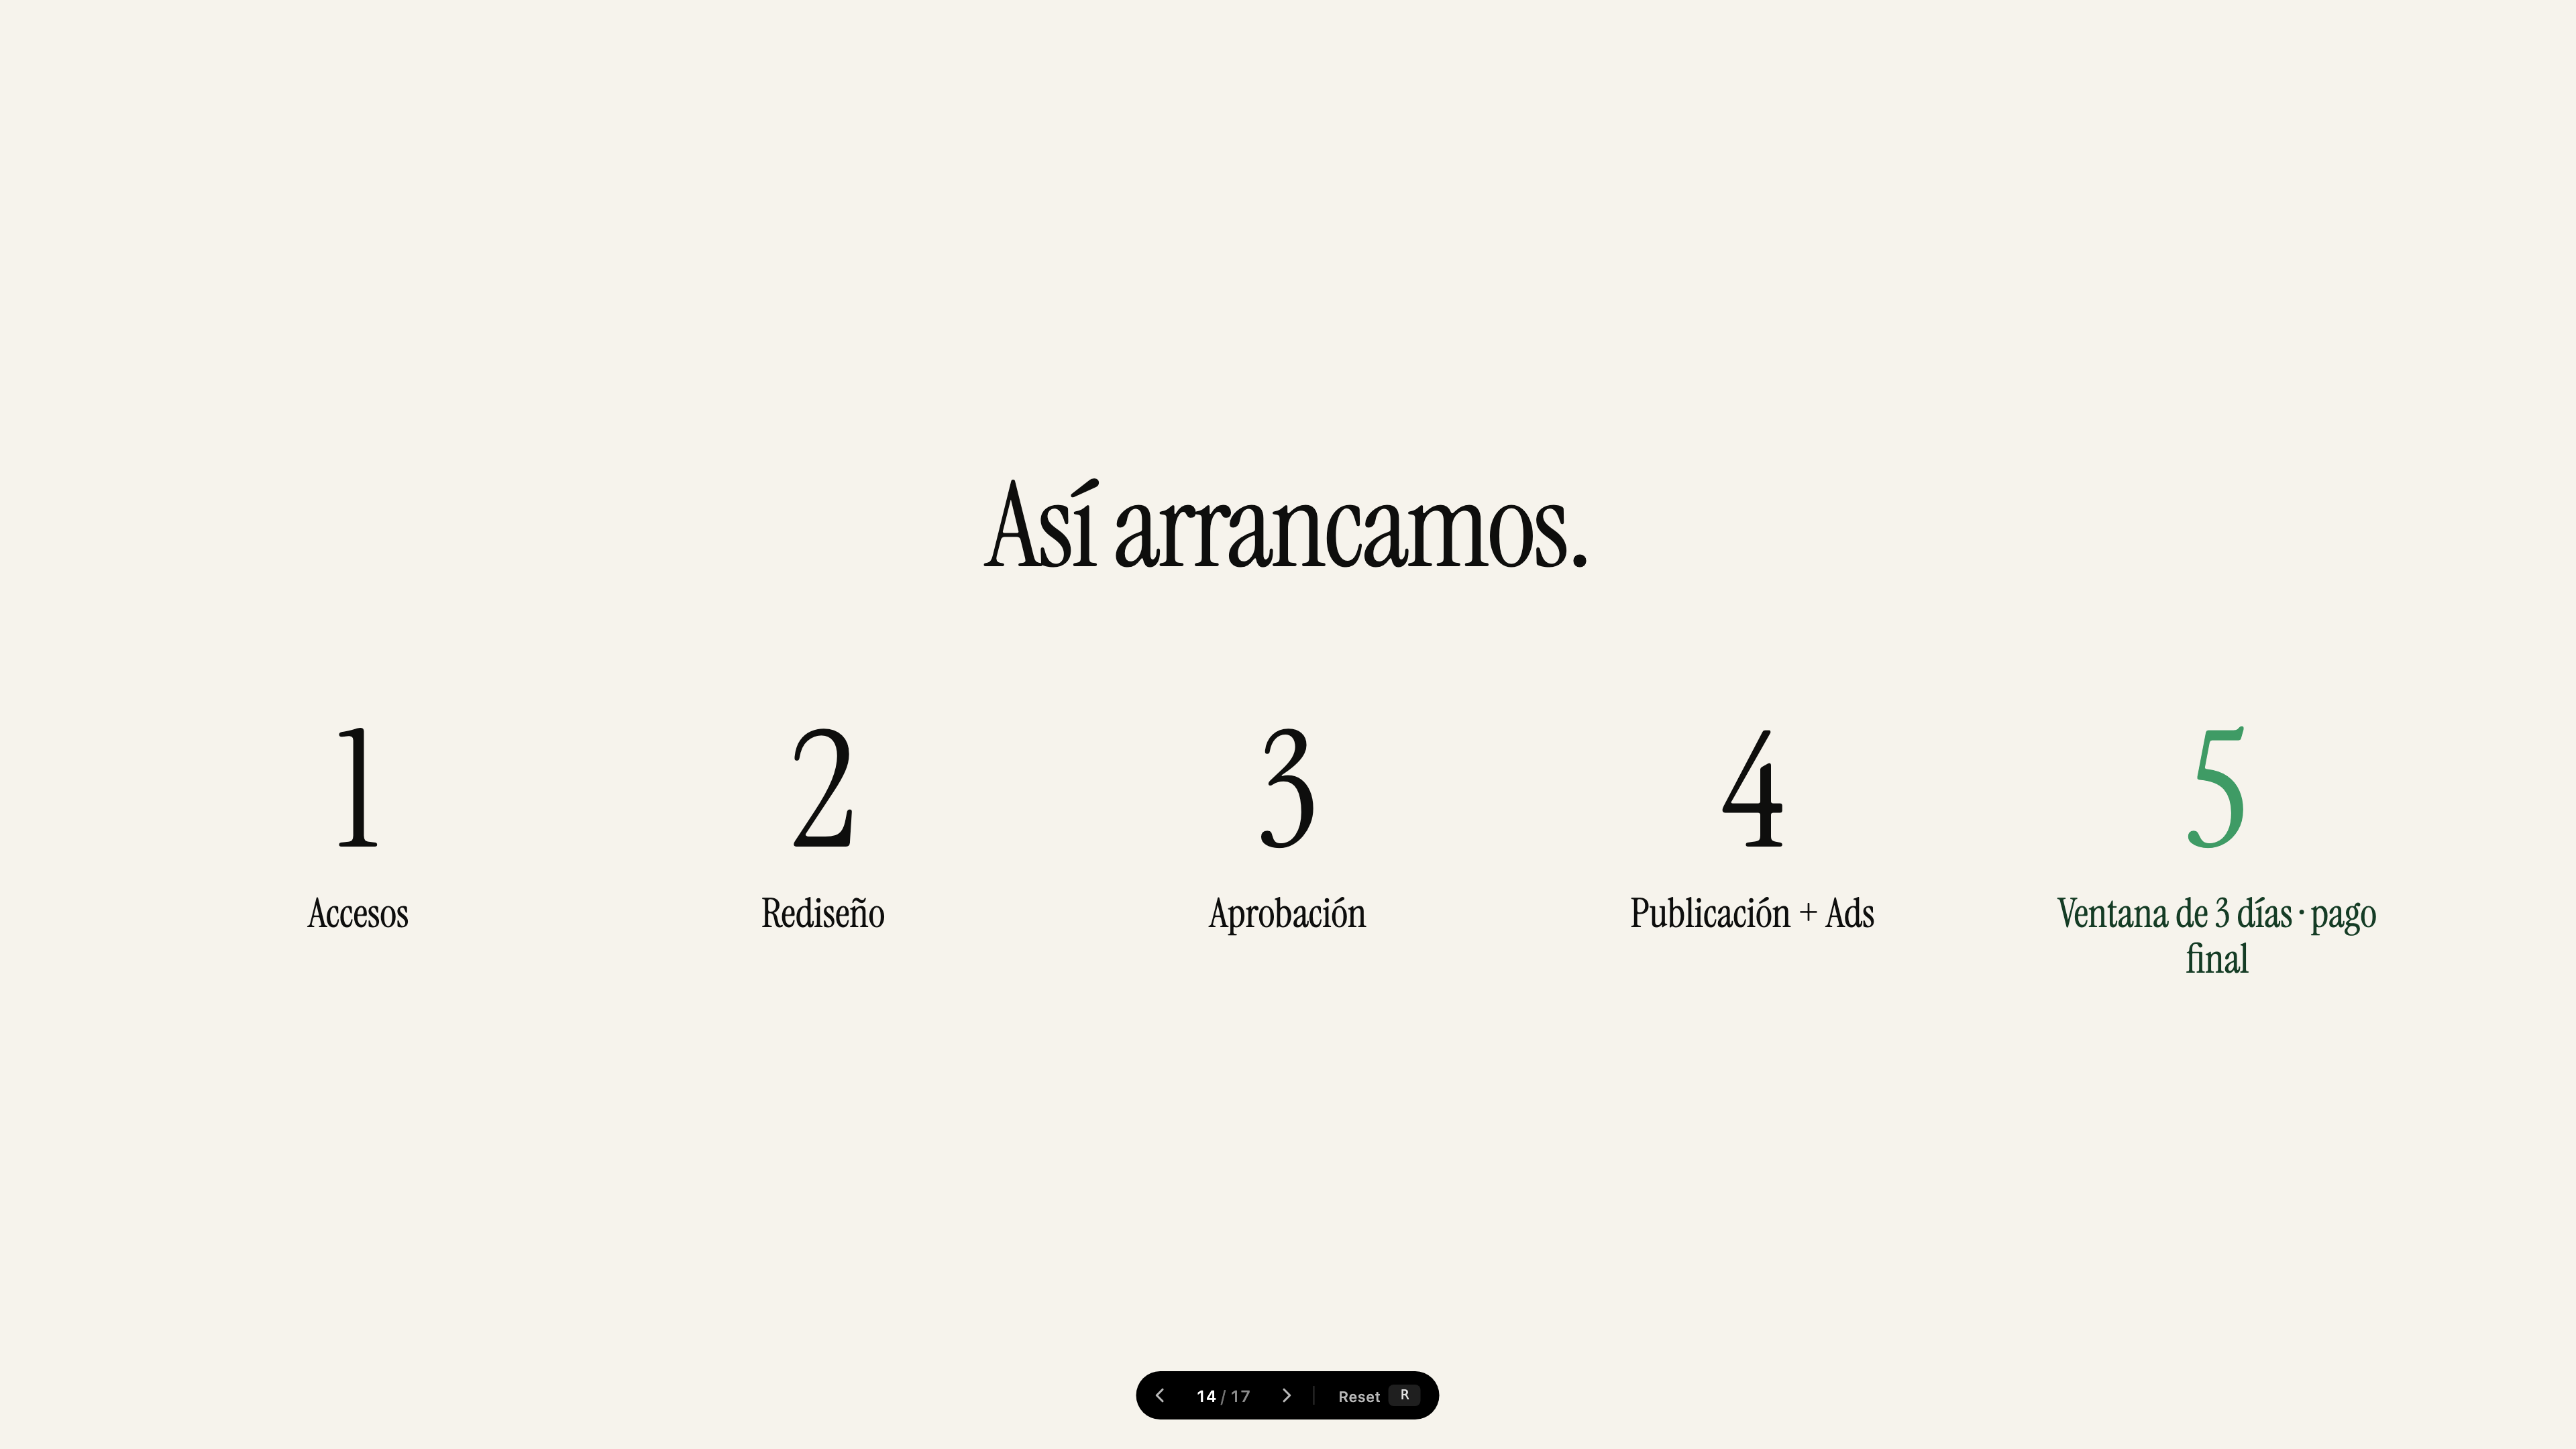 Así arrancamos.
1
Accesos
2
Rediseño
3
Aprobación
4
Publicación + Ads
5
Ventana de 3 días · pago
final
14 / 17
Reset R